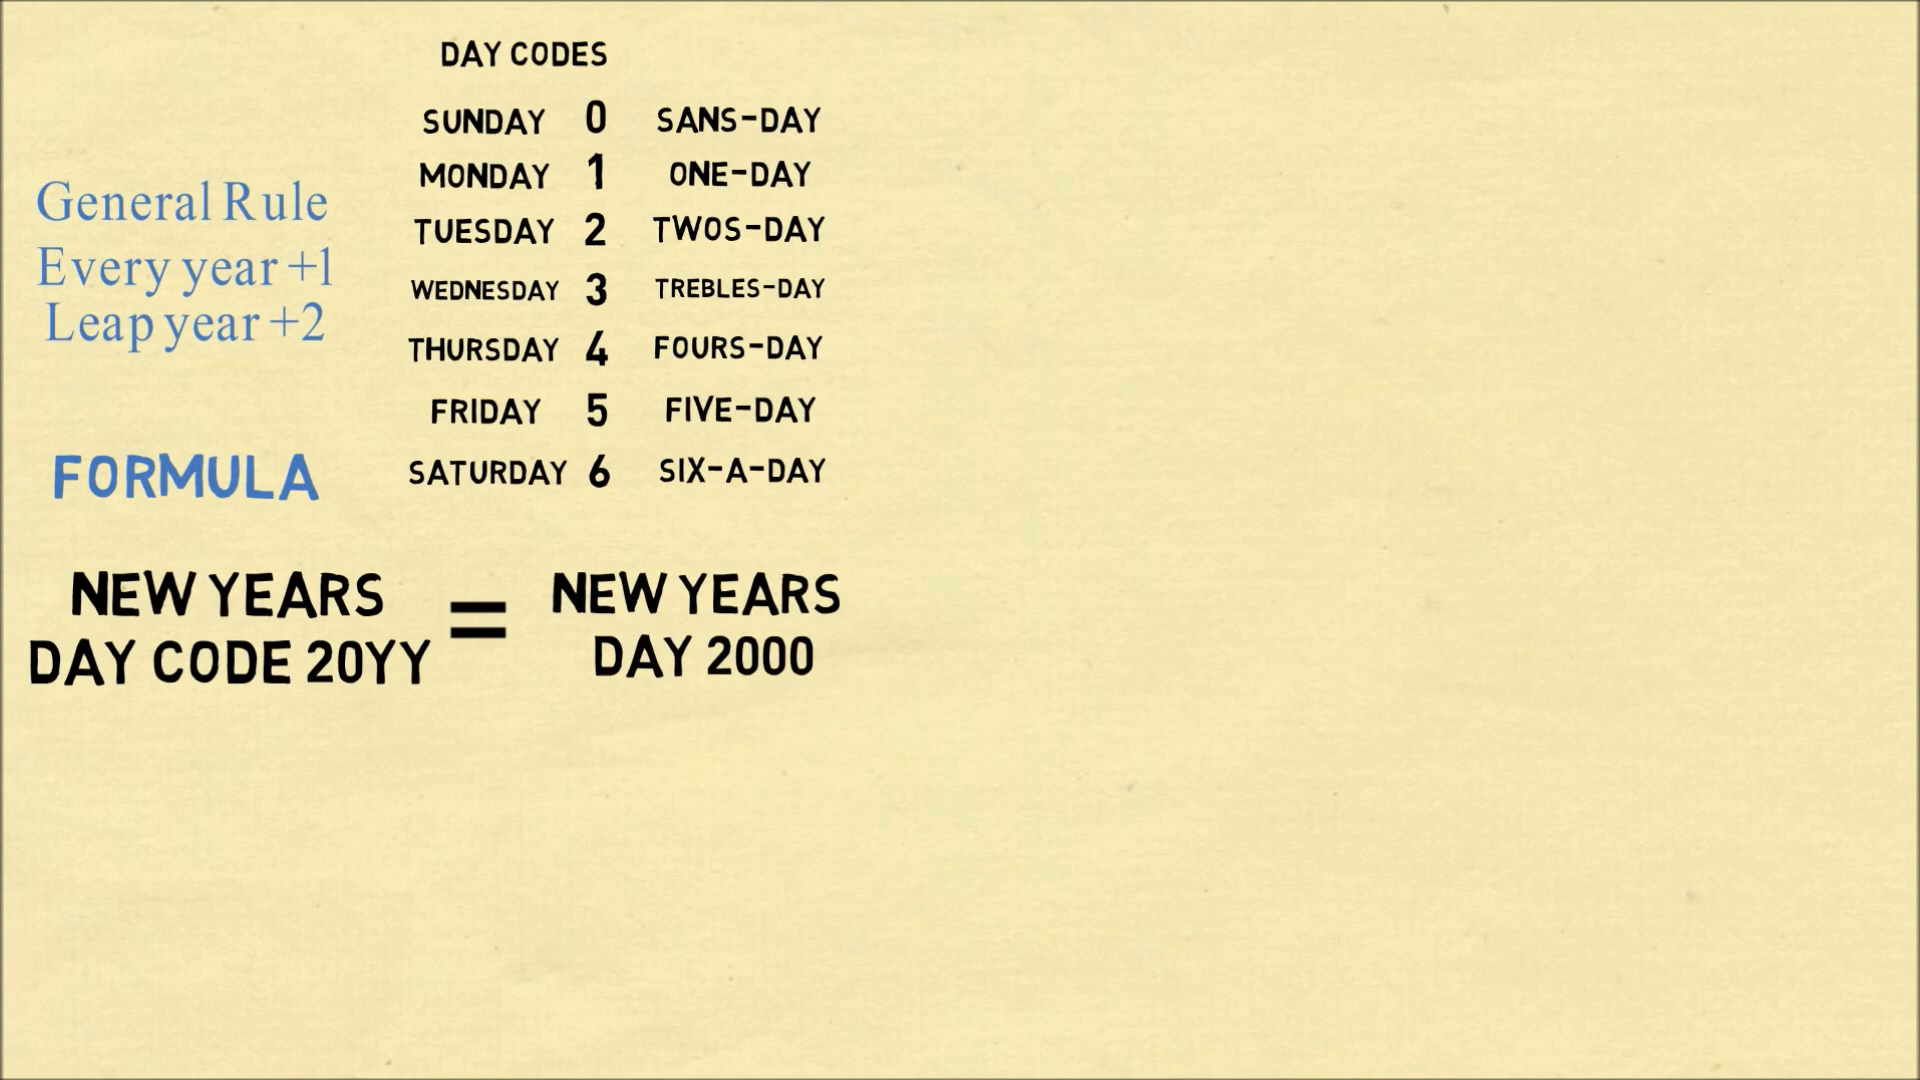 DAY CODES
SUNDAY 0 SANS-DAY
MONDAY 1 ONE-DAY
TUESDAY 2 TWOS-DAY
WEDNESDAY 3 TREBLES-DAY
THURSDAY 4 FOURS-DAY
FRIDAY 5 FIVE-DAY
SATURDAY 6 SIX-A-DAY
General Rule
Every year +1
Leap year +2
FORMULA
NEW YEARS
DAY CODE 20YY
=
NEW YEARS
DAY 2000